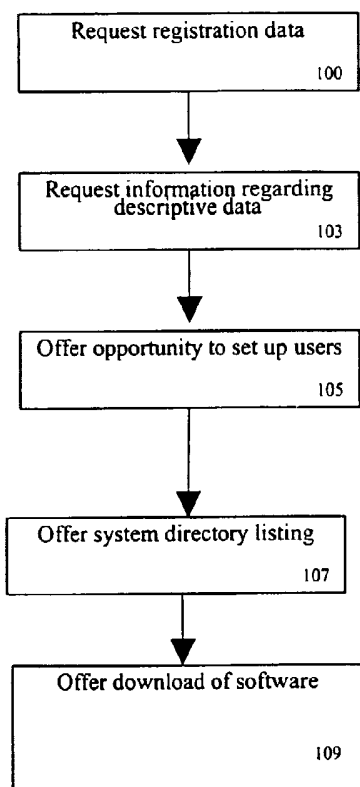 Request registration data
100
Request information regarding
descriptive data
103
Offer opportunity to set up users
105
Offer system directory listing
107
Offer download of software
109